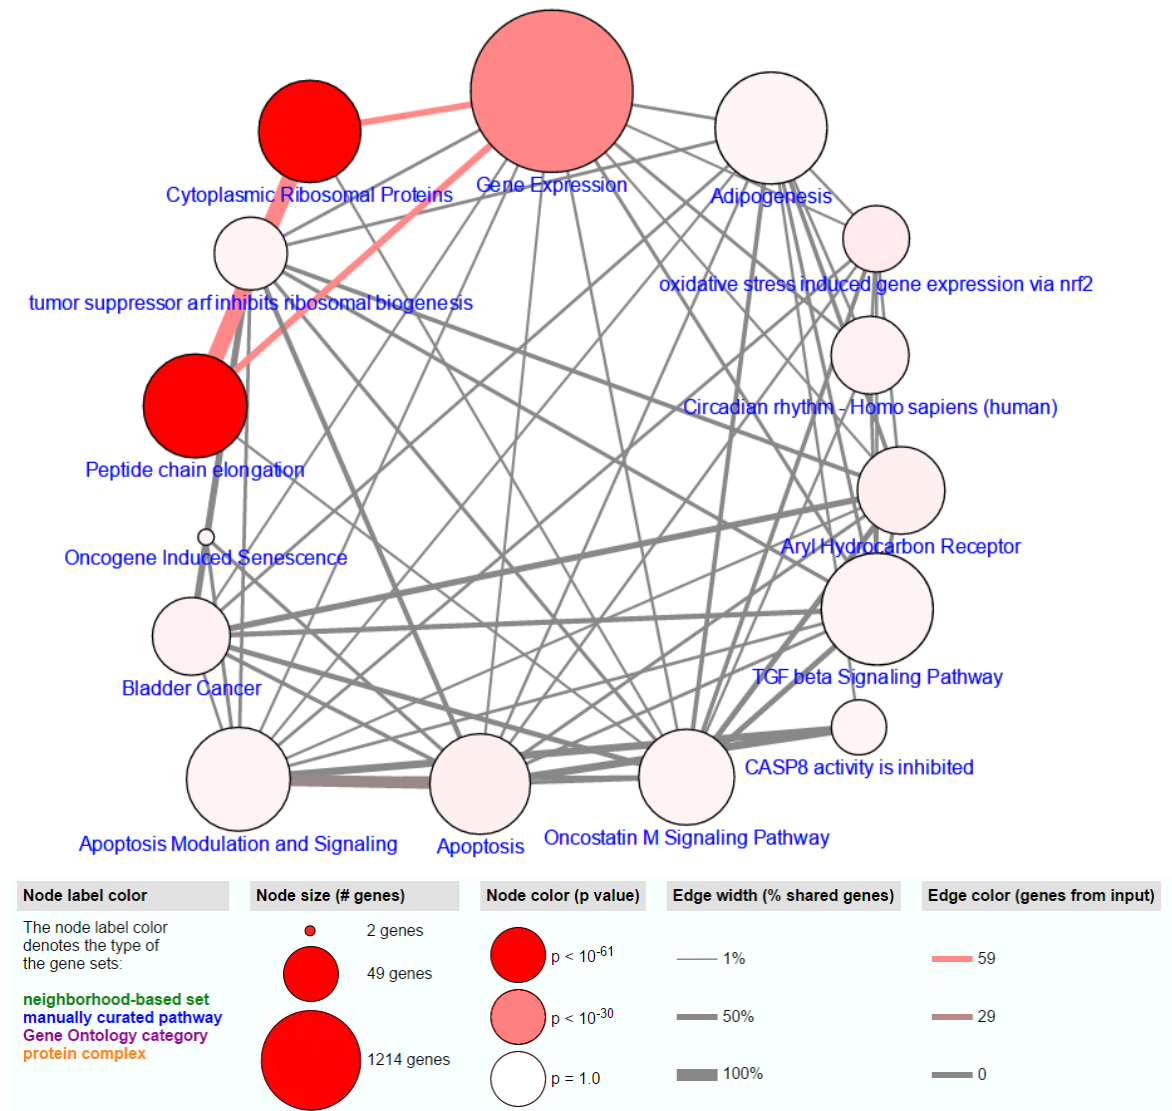 Gene Expression
Cytoplasmic Ribosomal Proteins
Adipogenesis
oxidative stress induced gene expression via nrf2
tumor suppressor arf inhibits ribosomal biogenesis
Circadian rhythm - Homo sapiens (human)
Peptide chain elongation
Aryl Hydrocarbon Receptor
Oncogene Induced Senescence
TGF beta Signaling Pathway
Bladder Cancer
CASP8 activity is inhibited
Apoptosis Modulation and Signaling
Apoptosis
Oncostatin M Signaling Pathway
Node label color
The node label color
denotes the type of
the gene sets:
neighborhood-based set
manually curated pathway
Gene Ontology category
protein complex
Node size (# genes)
2 genes
49 genes
1214 genes
Node color (p value)
p < 10^-61
p < 10^-30
p = 1.0
Edge width (% shared genes)
1%
50%
100%
Edge color (genes from input)
59
29
0